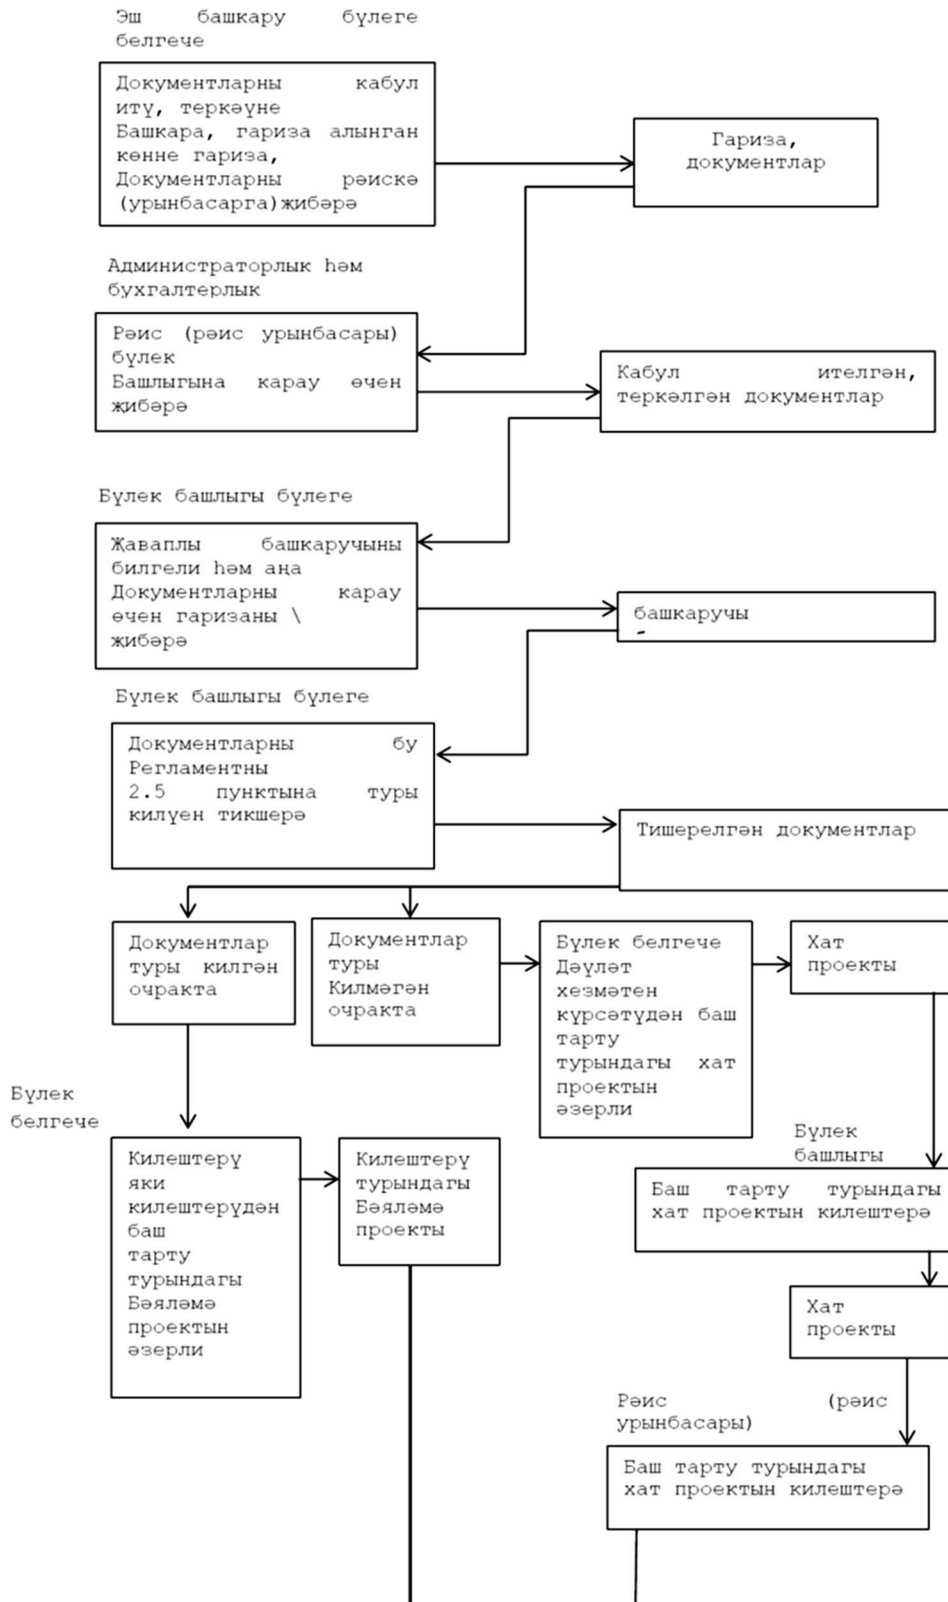 Эш башкару бүлеге
белгече
Документларны кабул
итү, теркәүне
Башкара, гариза алынган
көнне гариза,
Документларны рәискә
(урынбасарга)җибәрә
Гариза,
документлар
Администраторлык һәм
бухгалтерлык
Рәис (рәис урынбасары)
бүлек
Башлыгына карау өчен
җибәрә
Кабул ителгән,
теркәлгән документлар
Бүлек башлыгы бүлеге
Җаваплы башкаручыны
билгели һәм аңа
Документларны карау
өчен гаризаны \
җибәрә
башкаручы
-
Бүлек башлыгы бүлеге
Документларны бу
Регламентны
2.5 пунктына туры
килүен тикшерә
Тишерелгән документлар
Документлар
туры килгән
очракта
Документлар
туры
Килмәгән
очракта
Бүлек белгече
Дәүләт
хезмәтен
күрсәтүдән баш
тарту
турындагы хат
проектын
әзерли
Хат
проекты
Бүлек
белгече
Килештерү
яки
килештерүдән
баш
тарту
турындагы
Бәяләмә
проектын
әзерли
Килештерү
турындагы
Бәяләмә
проекты
Бүлек
башлыгы
Баш тарту турындагы
хат проектын килештерә
Хат
проекты
Рәис (рәис
урынбасары)
Баш тарту турындагы
хат проектын килештерә